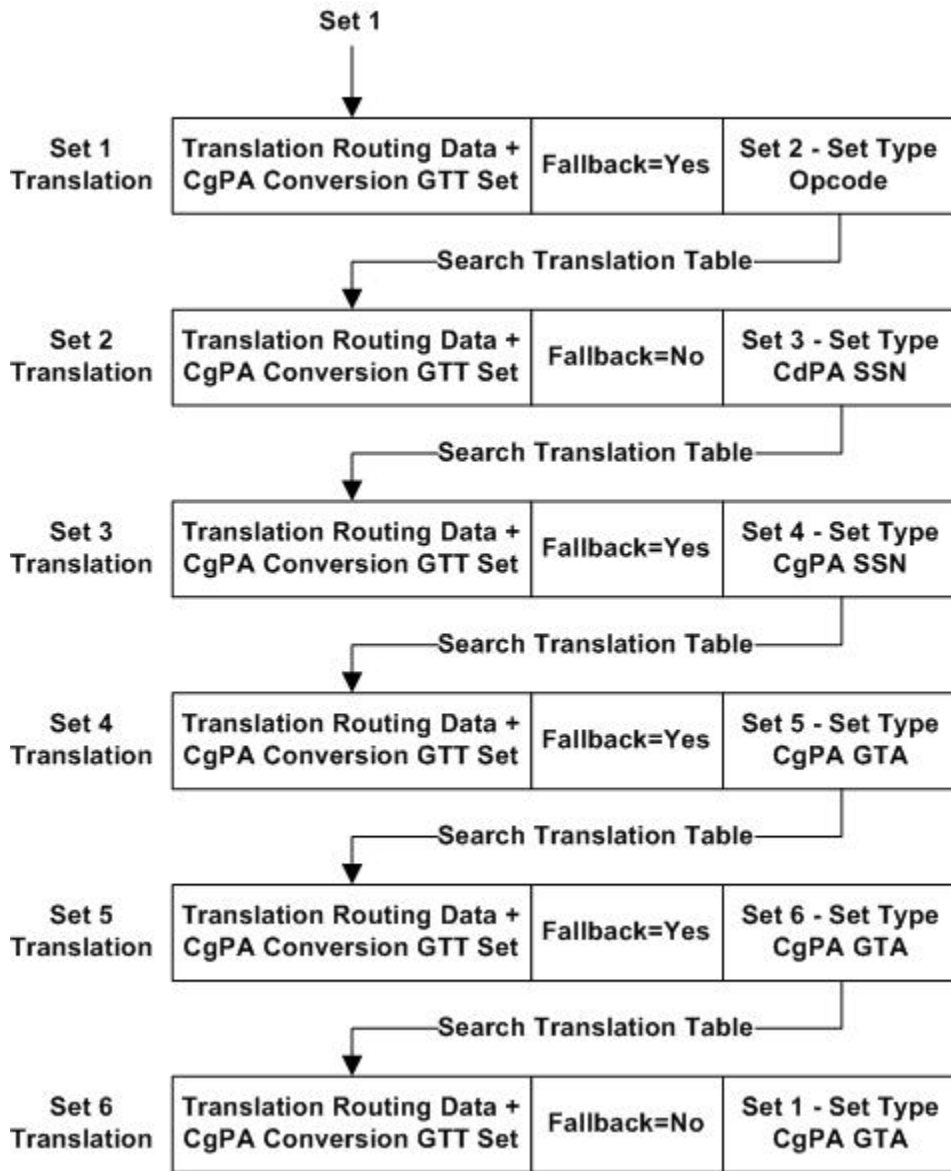 Set 1
Set 1
Translation
Translation Routing Data +
CgPA Conversion GTT Set
Fallback=Yes
Set 2 - Set Type
Opcode
Search Translation Table
Set 2
Translation
Translation Routing Data +
CgPA Conversion GTT Set
Fallback=No
Set 3 - Set Type
CdPA SSN
Search Translation Table
Set 3
Translation
Translation Routing Data +
CgPA Conversion GTT Set
Fallback=Yes
Set 4 - Set Type
CgPA SSN
Search Translation Table
Set 4
Translation
Translation Routing Data +
CgPA Conversion GTT Set
Fallback=Yes
Set 5 - Set Type
CgPA GTA
Search Translation Table
Set 5
Translation
Translation Routing Data +
CgPA Conversion GTT Set
Fallback=Yes
Set 6 - Set Type
CgPA GTA
Search Translation Table
Set 6
Translation
Translation Routing Data +
CgPA Conversion GTT Set
Fallback=No
Set 1 - Set Type
CgPA GTA